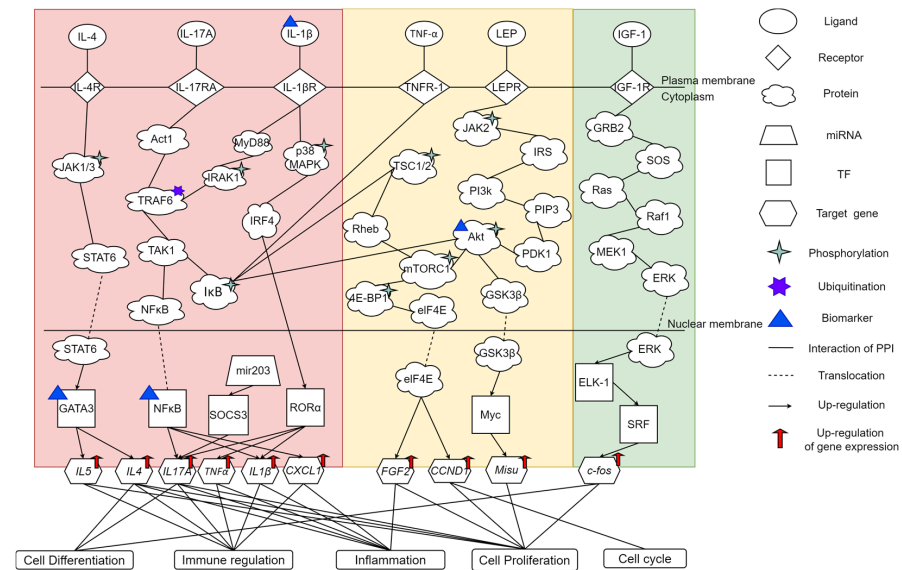 IL-4
IL-17A
IL-1β
TNF-α
LEP
IGF-1
Ligand
IL-4R
IL-17RA
IL-1βR
TNFR-1
LEPR
IGF-1R
Plasma membrane
Cytoplasm
Receptor
Protein
miRNA
TF
Target gene
Phosphorylation
Ubiquitination
Biomarker
Interaction of PPI
Translocation
Up-regulation
Up-regulation
of gene expression
JAK1/3
STAT6
STAT6
GATA3
Act1
TRAF6
TAK1
NFκB
NFκB
MyD88
IRAK1
IκB
p38
MAPK
IRF4
mir203
SOCS3
RORα
TSC1/2
Rheb
mTORC1
4E-BP1
eIF4E
eIF4E
JAK2
IRS
PI3k
PIP3
Akt
PDK1
GSK3β
GSK3β
Myc
GRB2
SOS
Ras
Raf1
MEK1
ERK
Nuclear membrane
ERK
ELK-1
SRF
IL5
IL4
IL17A
TNFα
IL1β
CXCL1
FGF2
CCND1
Misu
c-fos
Cell Differentiation
Immune regulation
Inflammation
Cell Proliferation
Cell cycle